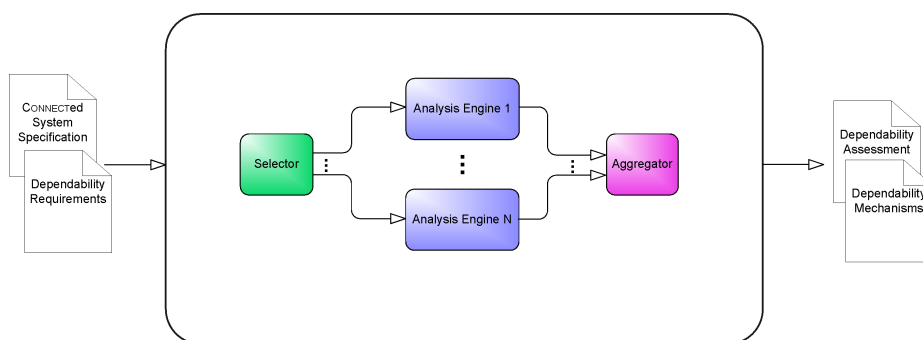 CONNECTed
System
Specification
Dependability
Requirements
Selector
Analysis Engine 1
Analysis Engine N
Aggregator
Dependability
Assessment
Dependability
Mechanisms